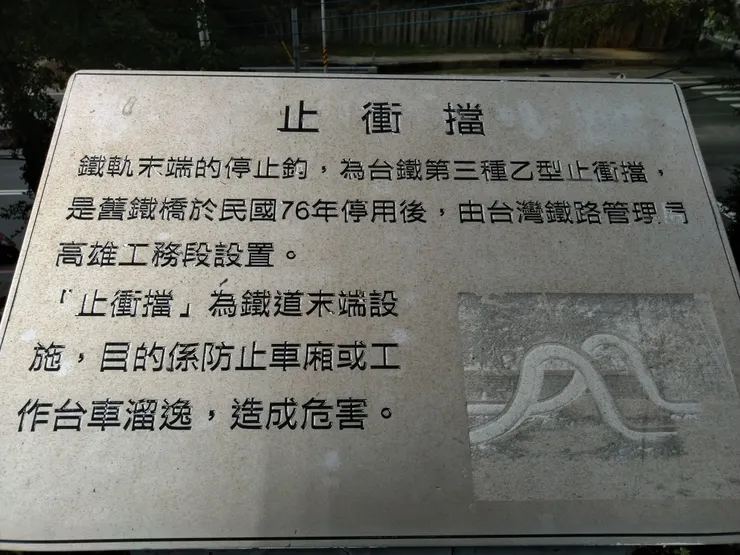 止衝擋
鐵軌末端的停止鈎，為台鐵第三種乙型止衝擋，
是舊鐵橋於民國76年停用後，由台灣鐵路管理局
高雄工務段設置。
「止衝擋」為鐵道末端設
施，目的係防止車廂或工
作台車溜逸，造成危害。